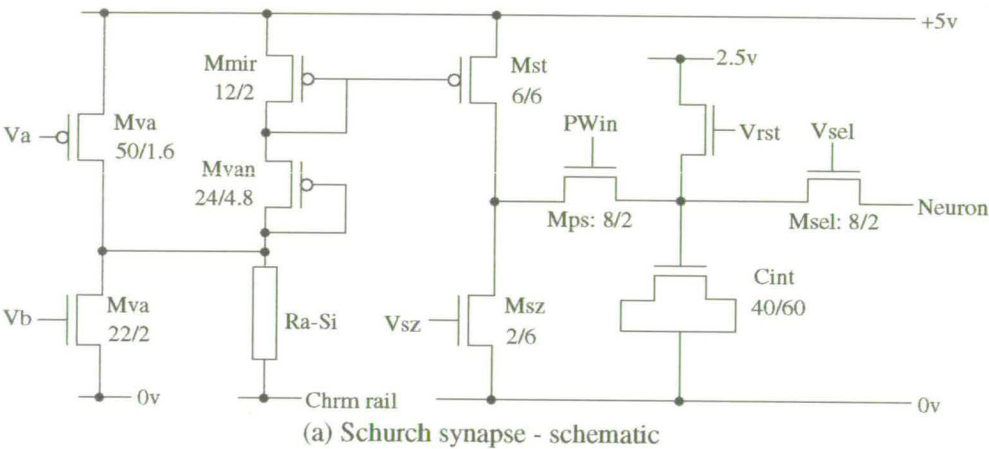 +5v
Mmir
12/2
Mst
6/6
2.5v
Va
Mva
50/1.6
PWin
Vrst
Vsel
Mvan
24/4.8
Mps: 8/2
Msel: 8/2
Neuron
Vb
Mva
22/2
Ra-Si
Vsz
Msz
2/6
Cint
40/60
0v
Chrm rail
0v
(a) Schurch synapse - schematic